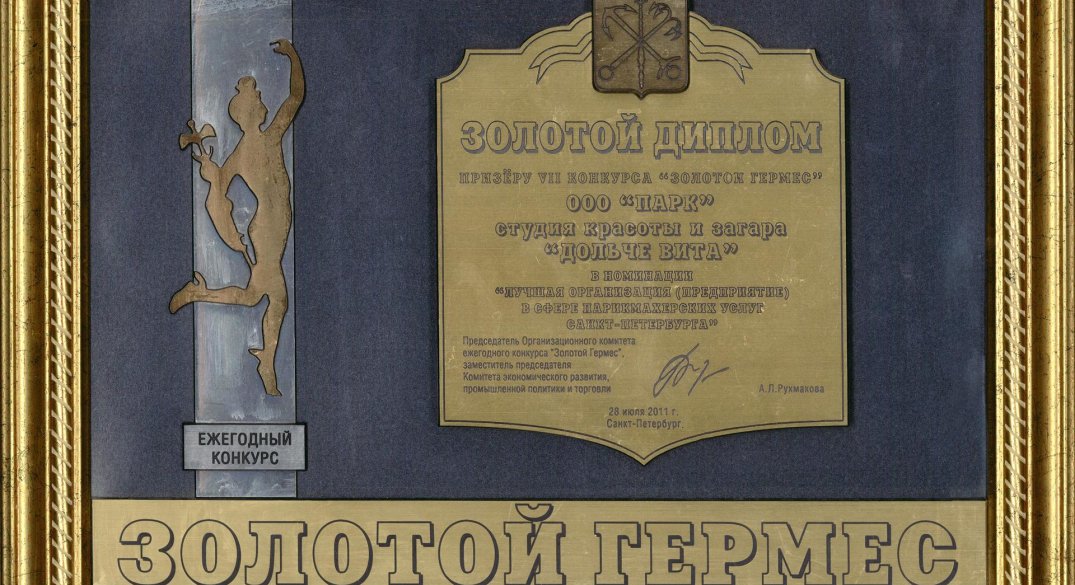 ЗОЛОТОЙ ДИПЛОМ
ПРИЗЁРУ VII КОНКУРСА “ЗОЛОТОЙ ГЕРМЕС”
ООО “ПАРК”
студия красоты и загара
“ДОЛЬЧЕ ВИТА”
В НОМИНАЦИИ
“ЛУЧШАЯ ОРГАНИЗАЦИЯ (ПРЕДПРИЯТИЕ)
В СФЕРЕ ПАРИКМАХЕРСКИХ УСЛУГ
САНКТ-ПЕТЕРБУРГА”
Председатель Организационного комитета
ежегодного конкурса "Золотой Гермес",
заместитель председателя
Комитета экономического развития,
промышленной политики и торговли
А.Л.Рухмакова
28 июля 2011 г.
Санкт-Петербург.
ЕЖЕГОДНЫЙ
КОНКУРС
ЗОЛОТОЙ ГЕРМЕС